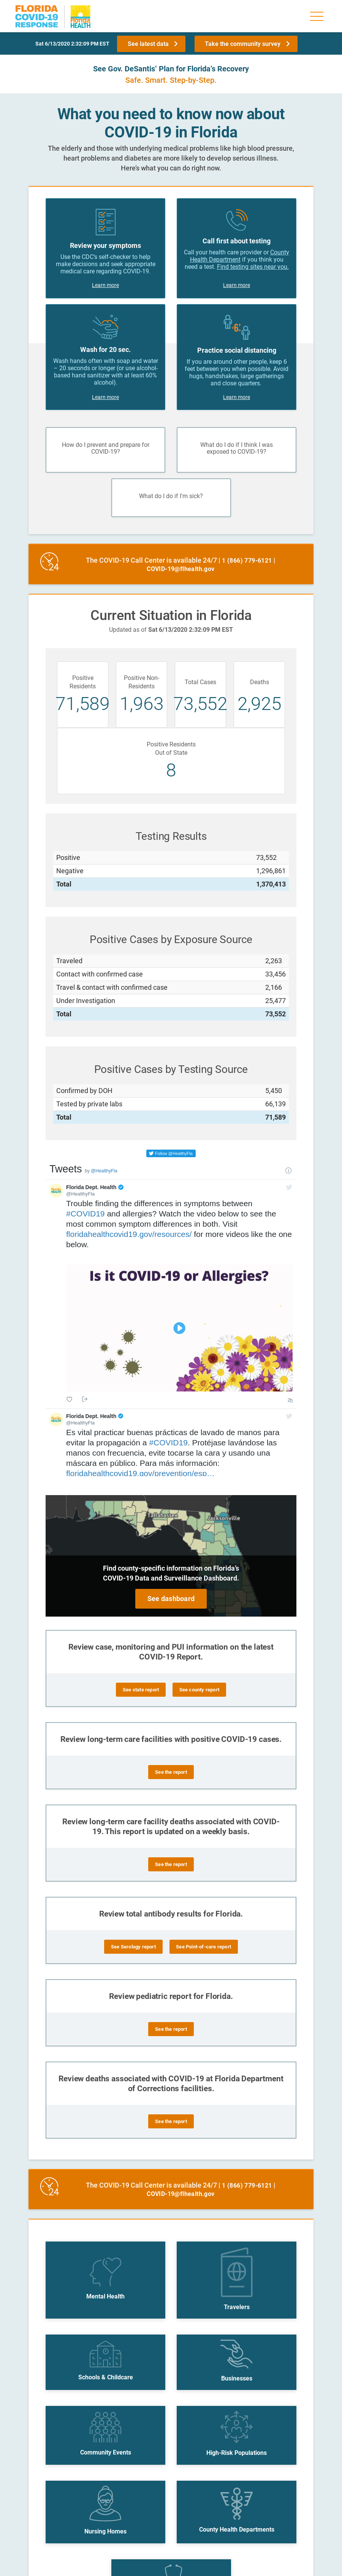 FLORIDA
COVID-19
RESPONSE
Florida
HEALTH
Sat 6/13/2020 2:32:09 PM EST
See latest data
Take the community survey
See Gov. DeSantis' Plan for Florida's Recovery
Safe. Smart. Step-by-Step.
What you need to know now about
COVID-19 in Florida
The elderly and those with underlying medical problems like high blood pressure,
heart problems and diabetes are more likely to develop serious illness.
Here's what you can do right now.
Review your symptoms
Use the CDC's self-checker to help
make decisions and seek appropriate
medical care regarding COVID-19.
Learn more
Call first about testing
Call your health care provider or County
Health Department if you think you
need a test. Find testing sites near you.
Learn more
Wash for 20 sec.
Wash hands often with soap and water
– 20 seconds or longer (or use alcohol-
based hand sanitizer with at least 60%
alcohol).
Learn more
6'
Practice social distancing
If you are around other people, keep 6
feet between you when possible. Avoid
hugs, handshakes, large gatherings
and close quarters.
Learn more
How do I prevent and prepare for
COVID-19?
What do I do if I think I was
exposed to COVID-19?
What do I do if I'm sick?
24
The COVID-19 Call Center is available 24/7 | 1 (866) 779-6121 |
COVID-19@flhealth.gov
Current Situation in Florida
Updated as of Sat 6/13/2020 2:32:09 PM EST
Positive
Residents
71,589
Positive Non-
Residents
1,963
Total Cases
73,552
Deaths
2,925
Positive Residents
Out of State
8
Testing Results
Positive 73,552
Negative 1,296,861
Total 1,370,413
Positive Cases by Exposure Source
Traveled 2,263
Contact with confirmed case 33,456
Travel & contact with confirmed case 2,166
Under Investigation 25,477
Total 73,552
Positive Cases by Testing Source
Confirmed by DOH 5,450
Tested by private labs 66,139
Total 71,589
Follow @HealthyFla
Tweets by @HealthyFla
Florida Dept. Health
@HealthyFla
Trouble finding the differences in symptoms between
#COVID19 and allergies? Watch the video below to see the
most common symptom differences in both. Visit
floridahealthcovid19.gov/resources/ for more videos like the one
below.
Is it COVID-19 or Allergies?
3h
Florida Dept. Health
@HealthyFla
Es vital practicar buenas prácticas de lavado de manos para
evitar la propagación a #COVID19. Protéjase lavándose las
manos con frecuencia, evite tocarse la cara y usando una
máscara en público. Para más información:
floridahealthcovid19.gov/prevention/esp…
Tallahassee
Jacksonville
Find county-specific information on Florida's
COVID-19 Data and Surveillance Dashboard.
See dashboard
Review case, monitoring and PUI information on the latest
COVID-19 Report.
See state report
See county report
Review long-term care facilities with positive COVID-19 cases.
See the report
Review long-term care facility deaths associated with COVID-
19. This report is updated on a weekly basis.
See the report
Review total antibody results for Florida.
See Serology report
See Point-of-care report
Review pediatric report for Florida.
See the report
Review deaths associated with COVID-19 at Florida Department
of Corrections facilities.
See the report
24
The COVID-19 Call Center is available 24/7 | 1 (866) 779-6121 |
COVID-19@flhealth.gov
Mental Health
Travelers
Schools & Childcare
Businesses
Community Events
High-Risk Populations
Nursing Homes
County Health Departments